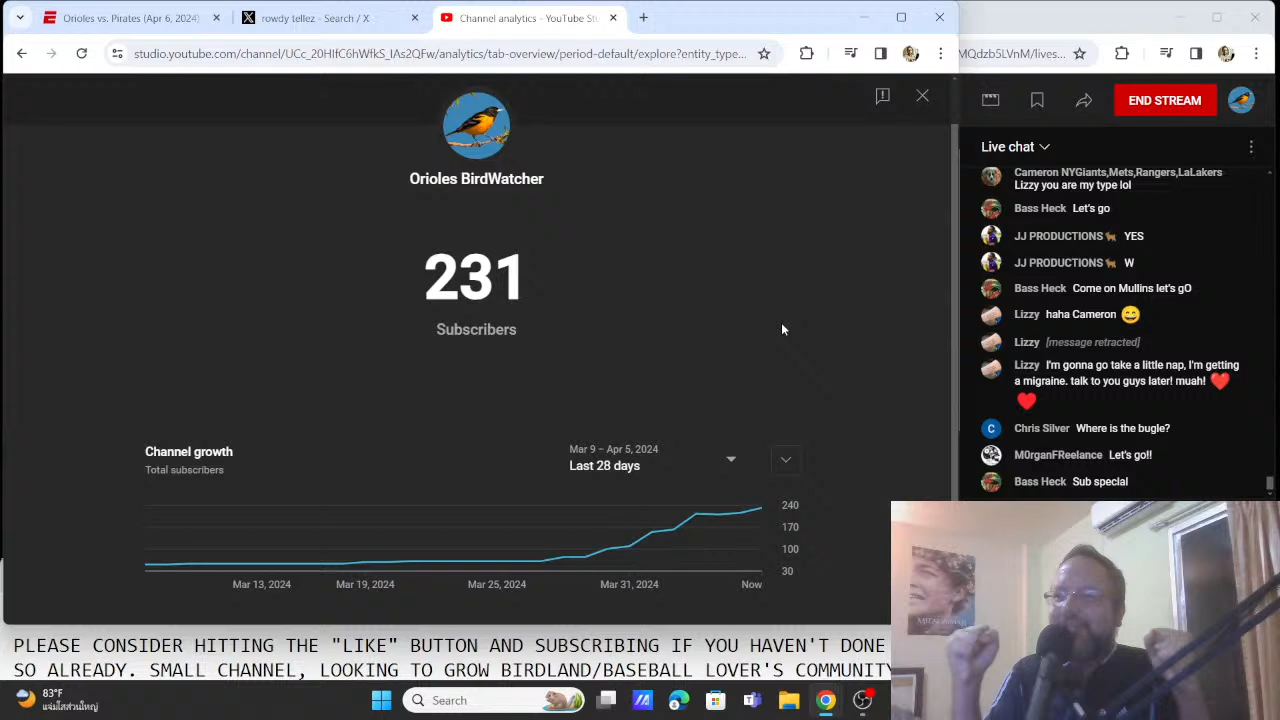 Orioles vs. Pirates (Apr 6, 2024)
rowdy tellez - Search / X
Channel analytics - YouTube Stu
studio.youtube.com/channel/UCc_20HIfC6hWfkS_IAs2QFw/analytics/tab-overview/period-default/explore?entity_type...
MQdzb5LVnM/lives...
END STREAM
Orioles BirdWatcher
231
Subscribers
Channel growth
Total subscribers
Mar 9 – Apr 5, 2024
Last 28 days
240
170
100
30
Mar 13, 2024
Mar 19, 2024
Mar 25, 2024
Mar 31, 2024
Now
Live chat
Cameron NYGiants,Mets,Rangers,LaLakers
Lizzy you are my type lol
Bass Heck Let's go
JJ PRODUCTIONS🐐 YES
JJ PRODUCTIONS🐐 W
Bass Heck Come on Mullins let's gO
Lizzy haha Cameron 😄
Lizzy [message retracted]
Lizzy I'm gonna go take a little nap, I'm getting
a migraine. talk to you guys later! muah! ❤️
❤️
C
Chris Silver Where is the bugle?
M0rganFReelance Let's go!!
Bass Heck Sub special
PLEASE CONSIDER HITTING THE "LIKE" BUTTON AND SUBSCRIBING IF YOU HAVEN'T DONE
SO ALREADY. SMALL CHANNEL, LOOKING TO GROW BIRDLAND/BASEBALL LOVER'S COMMUNITY
83°F
Search